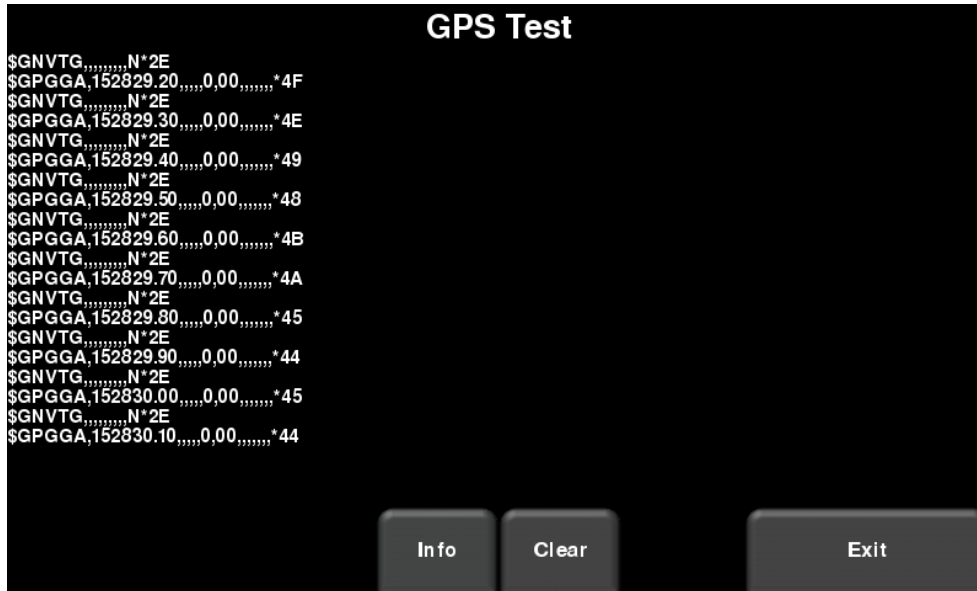 GPS Test
$GNVTG,,,,,,,,,N*2E
$GPGGA,152829.20,,,,,0,00,,,,,,,*4F
$GNVTG,,,,,,,,,N*2E
$GPGGA,152829.30,,,,,0,00,,,,,,,*4E
$GNVTG,,,,,,,,,N*2E
$GPGGA,152829.40,,,,,0,00,,,,,,,*49
$GNVTG,,,,,,,,,N*2E
$GPGGA,152829.50,,,,,0,00,,,,,,,*48
$GNVTG,,,,,,,,,N*2E
$GPGGA,152829.60,,,,,0,00,,,,,,,*4B
$GNVTG,,,,,,,,,N*2E
$GPGGA,152829.70,,,,,0,00,,,,,,,*4A
$GNVTG,,,,,,,,,N*2E
$GPGGA,152829.80,,,,,0,00,,,,,,,*45
$GNVTG,,,,,,,,,N*2E
$GPGGA,152829.90,,,,,0,00,,,,,,,*44
$GNVTG,,,,,,,,,N*2E
$GPGGA,152830.00,,,,,0,00,,,,,,,*45
$GNVTG,,,,,,,,,N*2E
$GPGGA,152830.10,,,,,0,00,,,,,,,*44
Info
Clear
Exit